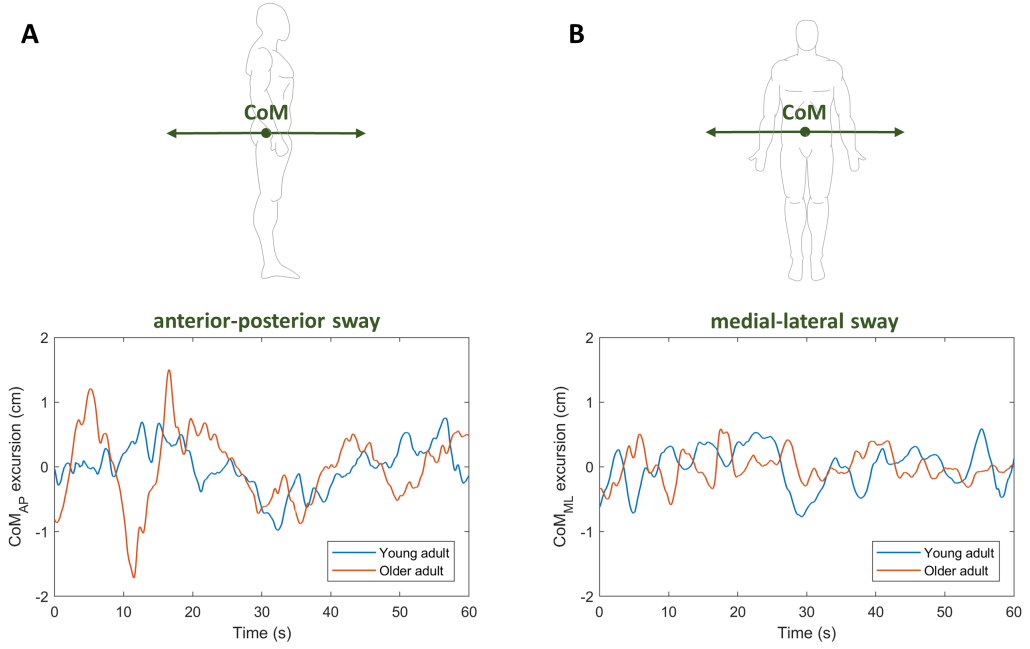 A
CoM
anterior-posterior sway
2
1
0
-1
-2
CoM_AP excursion (cm)
Young adult
Older adult
0 10 20 30 40 50 60
Time (s)
B
CoM
medial-lateral sway
2
1
0
-1
-2
CoM_ML excursion (cm)
Young adult
Older adult
0 10 20 30 40 50 60
Time (s)